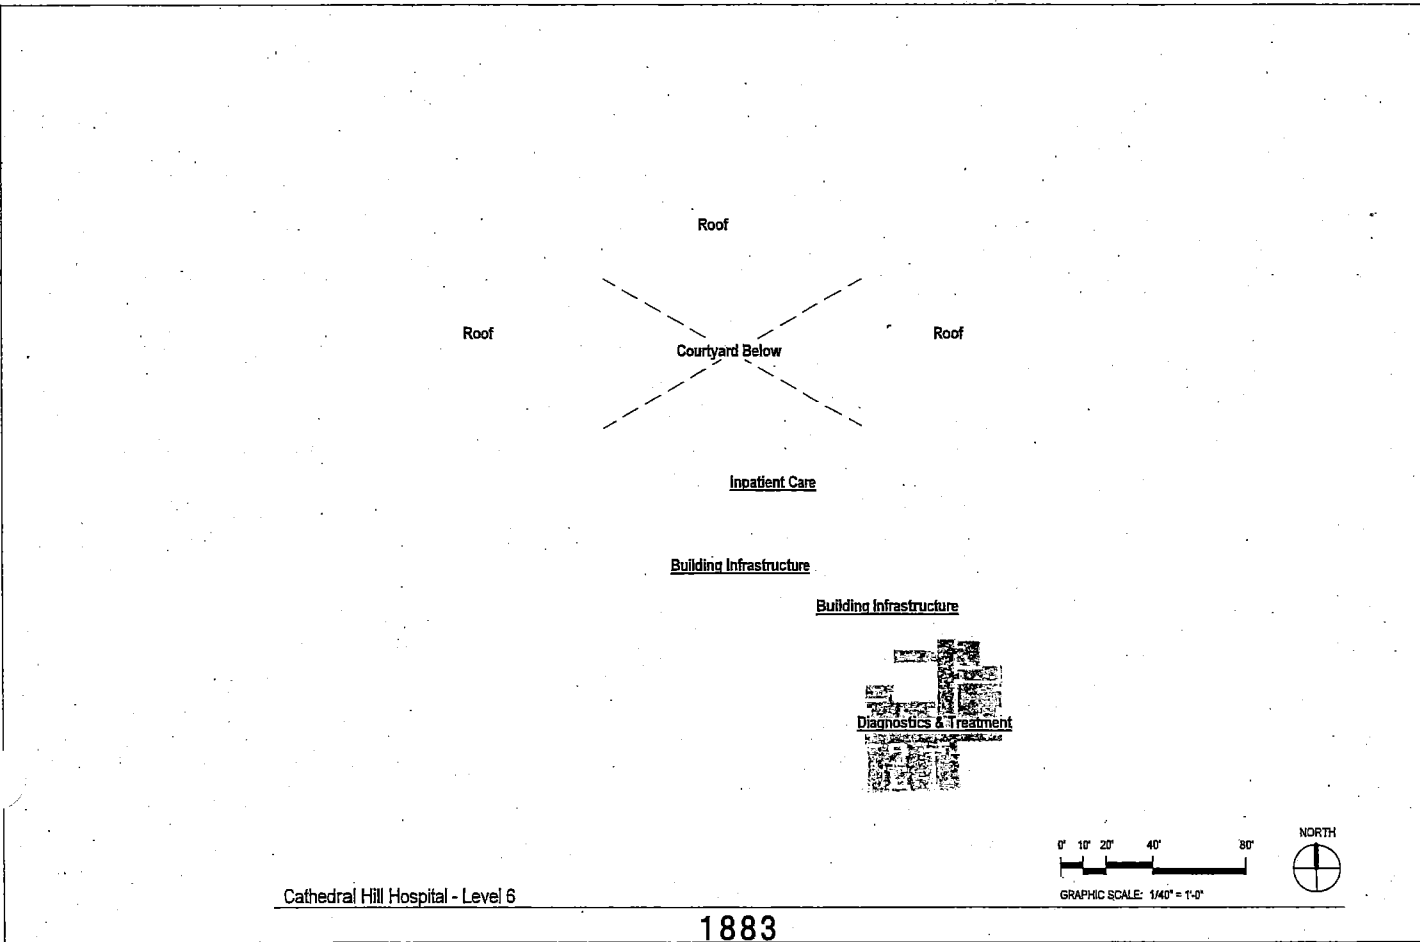 Roof
Roof
Roof
Courtyard Below
Inpatient Care
Building Infrastructure
Building Infrastructure
Diagnostics & Treatment
NORTH
0' 10' 20' 40' 80'
GRAPHIC SCALE: 1/40" = 1'-0"
Cathedral Hill Hospital - Level 6
1883